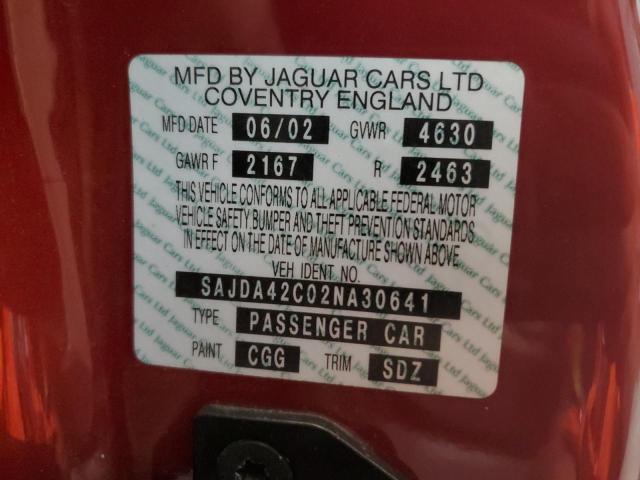 MFD BY JAGUAR CARS LTD
COVENTRY ENGLAND
MFD DATE 06/02 GVWR 4630
GAWR F 2167 R 2463
THIS VEHICLE CONFORMS TO ALL APPLICABLE FEDERAL MOTOR
VEHICLE SAFETY BUMPER AND THEFT PREVENTION STANDARDS
IN EFFECT ON THE DATE OF MANUFACTURE SHOWN ABOVE
VEH IDENT NO.
SAJDA42C02NA30641
TYPE PASSENGER CAR
PAINT CGG TRIM SDZ